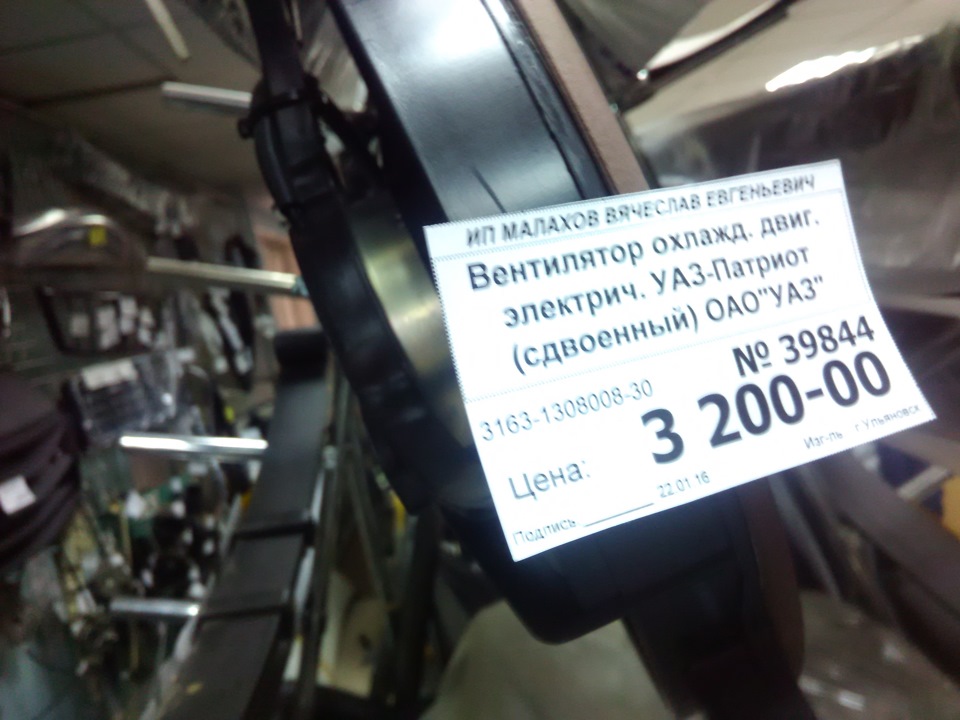 ИП МАЛАХОВ ВЯЧЕСЛАВ ЕВГЕНЬЕВИЧ
Вентилятор охлажд. двиг.
электрич. УАЗ-Патриот
(сдвоенный) ОАО"УАЗ"
№ 39844
3163-1308008-30
Цена: 3 200-00
Подпись ________ 22.01.16 Изг-ль г.Ульяновск